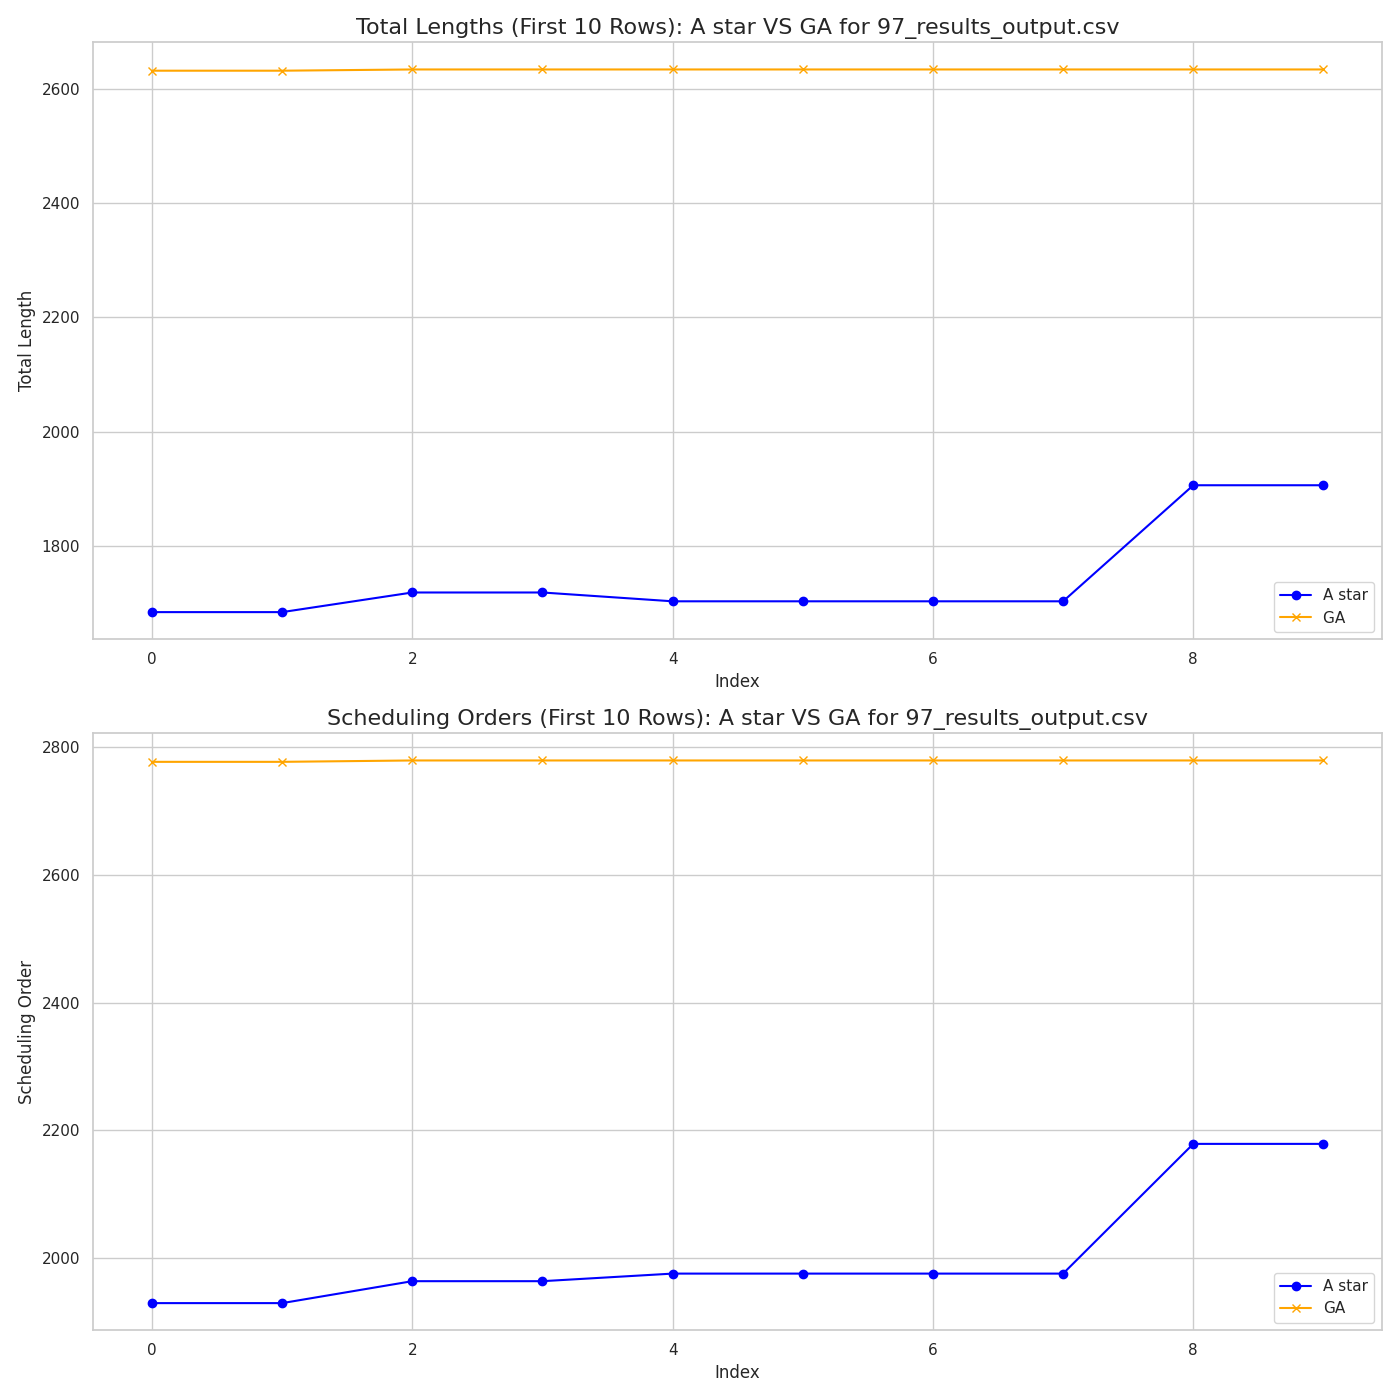 Total Lengths (First 10 Rows): A star VS GA for 97_results_output.csv
2600
2400
2200
2000
1800
Total Length
A star
GA
0 2 4 6 8
Index
Scheduling Orders (First 10 Rows): A star VS GA for 97_results_output.csv
2800
2600
2400
2200
2000
Scheduling Order
A star
GA
0 2 4 6 8
Index